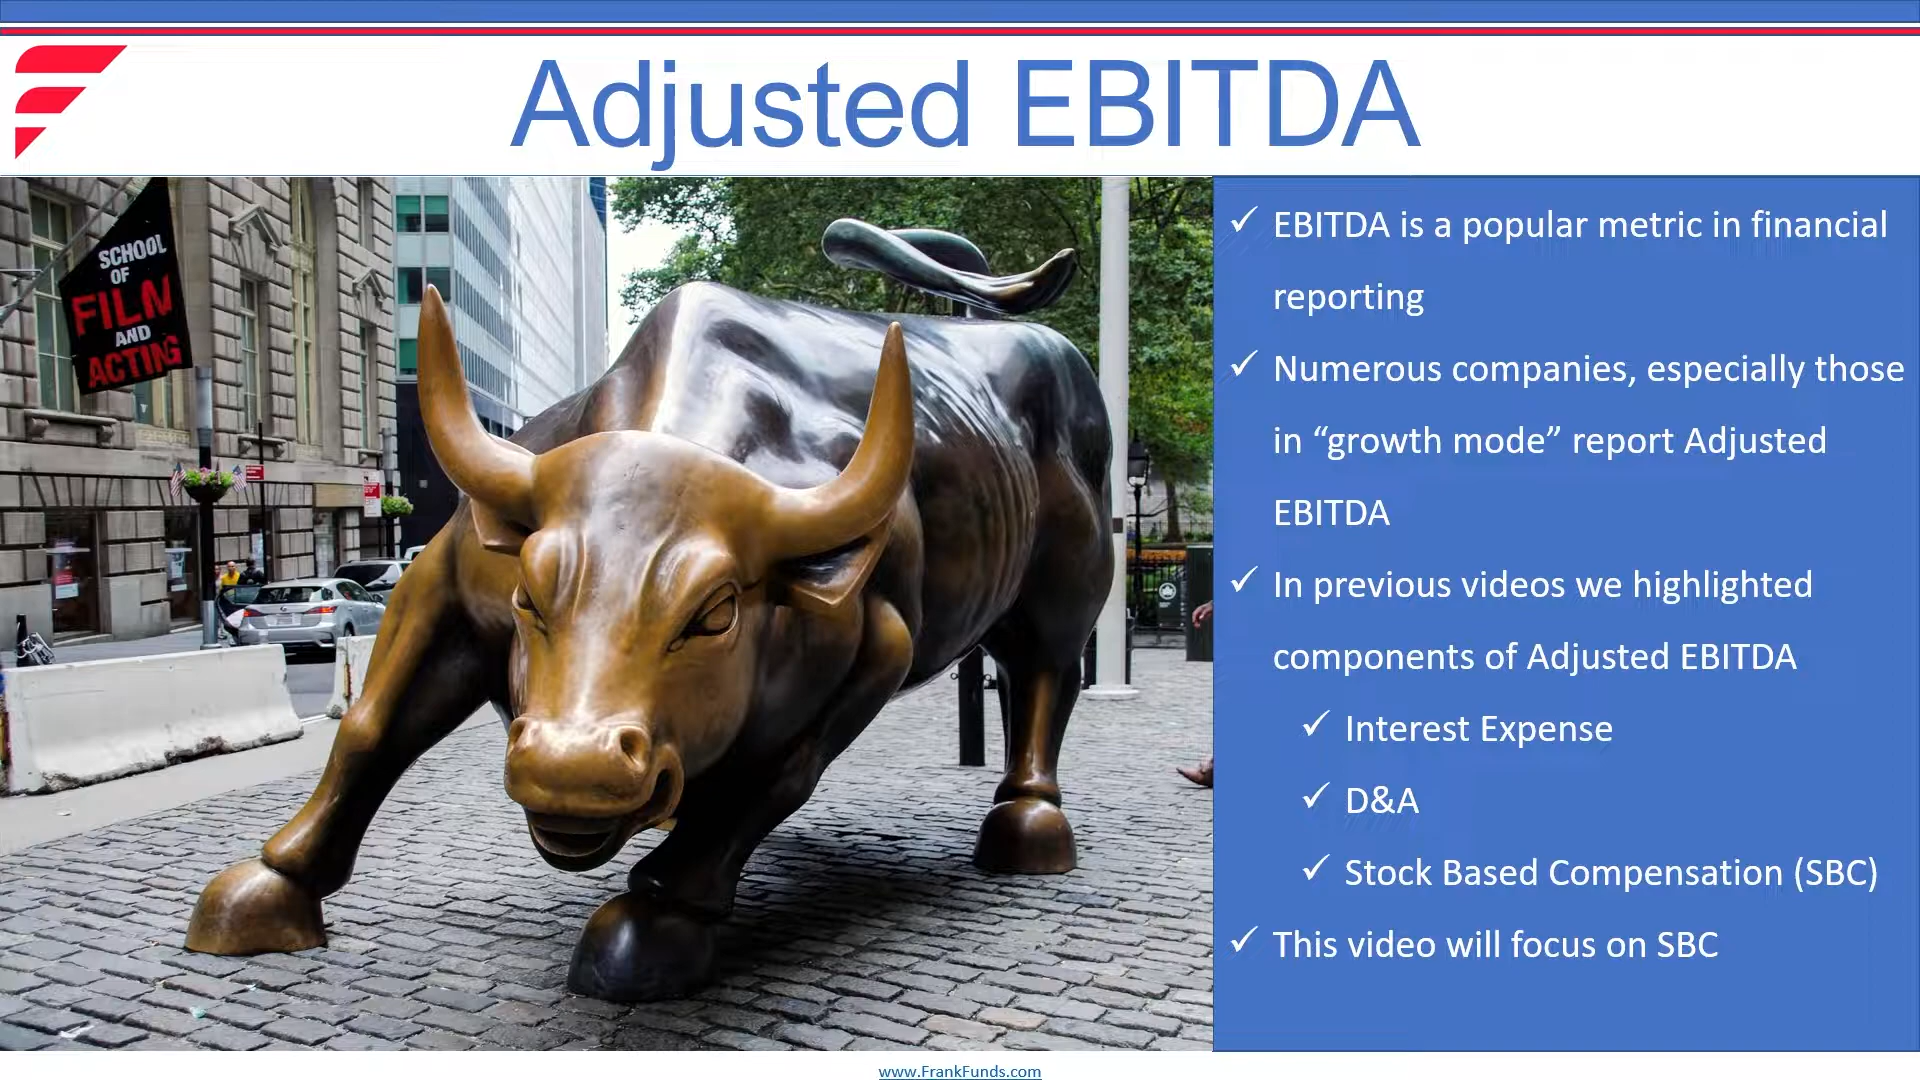 Adjusted EBITDA
SCHOOL
OF
FILM
AND
ACTING
✓ EBITDA is a popular metric in financial
reporting
✓ Numerous companies, especially those
in “growth mode” report Adjusted
EBITDA
✓ In previous videos we highlighted
components of Adjusted EBITDA
✓ Interest Expense
✓ D&A
✓ Stock Based Compensation (SBC)
✓ This video will focus on SBC
www.FrankFunds.com